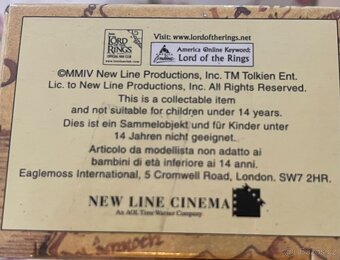 Visit: www.lordoftherings.net
THE
LORD
OF THE
RINGS
America Online Keyword:
Lord of the Rings
©MMIV New Line Productions, Inc. TM Tolkien Ent.
Lic. to New Line Productions, Inc. All Rights Reserved.
This is a collectable item
and not suitable for children under 14 years.
Dies ist ein Sammelobjekt und für Kinder unter
14 Jahren nicht geeignet.
Articolo da modellista non adatto ai
bambini di età inferiore ai 14 anni.
Eaglemoss International, 5 Cromwell Road, London. SW7 2HR.
NEW LINE CINEMA
An AOL Time Warner Company